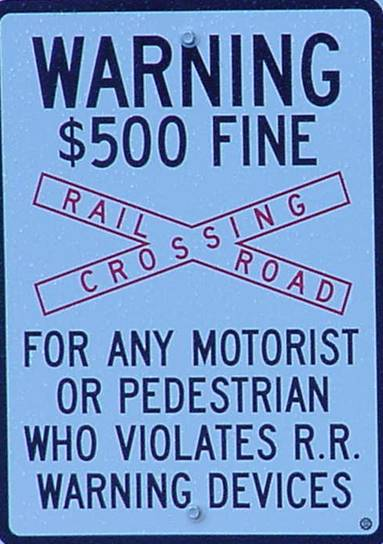 WARNING
$500 FINE
RAIL ROAD
CROSSING
FOR ANY MOTORIST
OR PEDESTRIAN
WHO VIOLATES R.R.
WARNING DEVICES